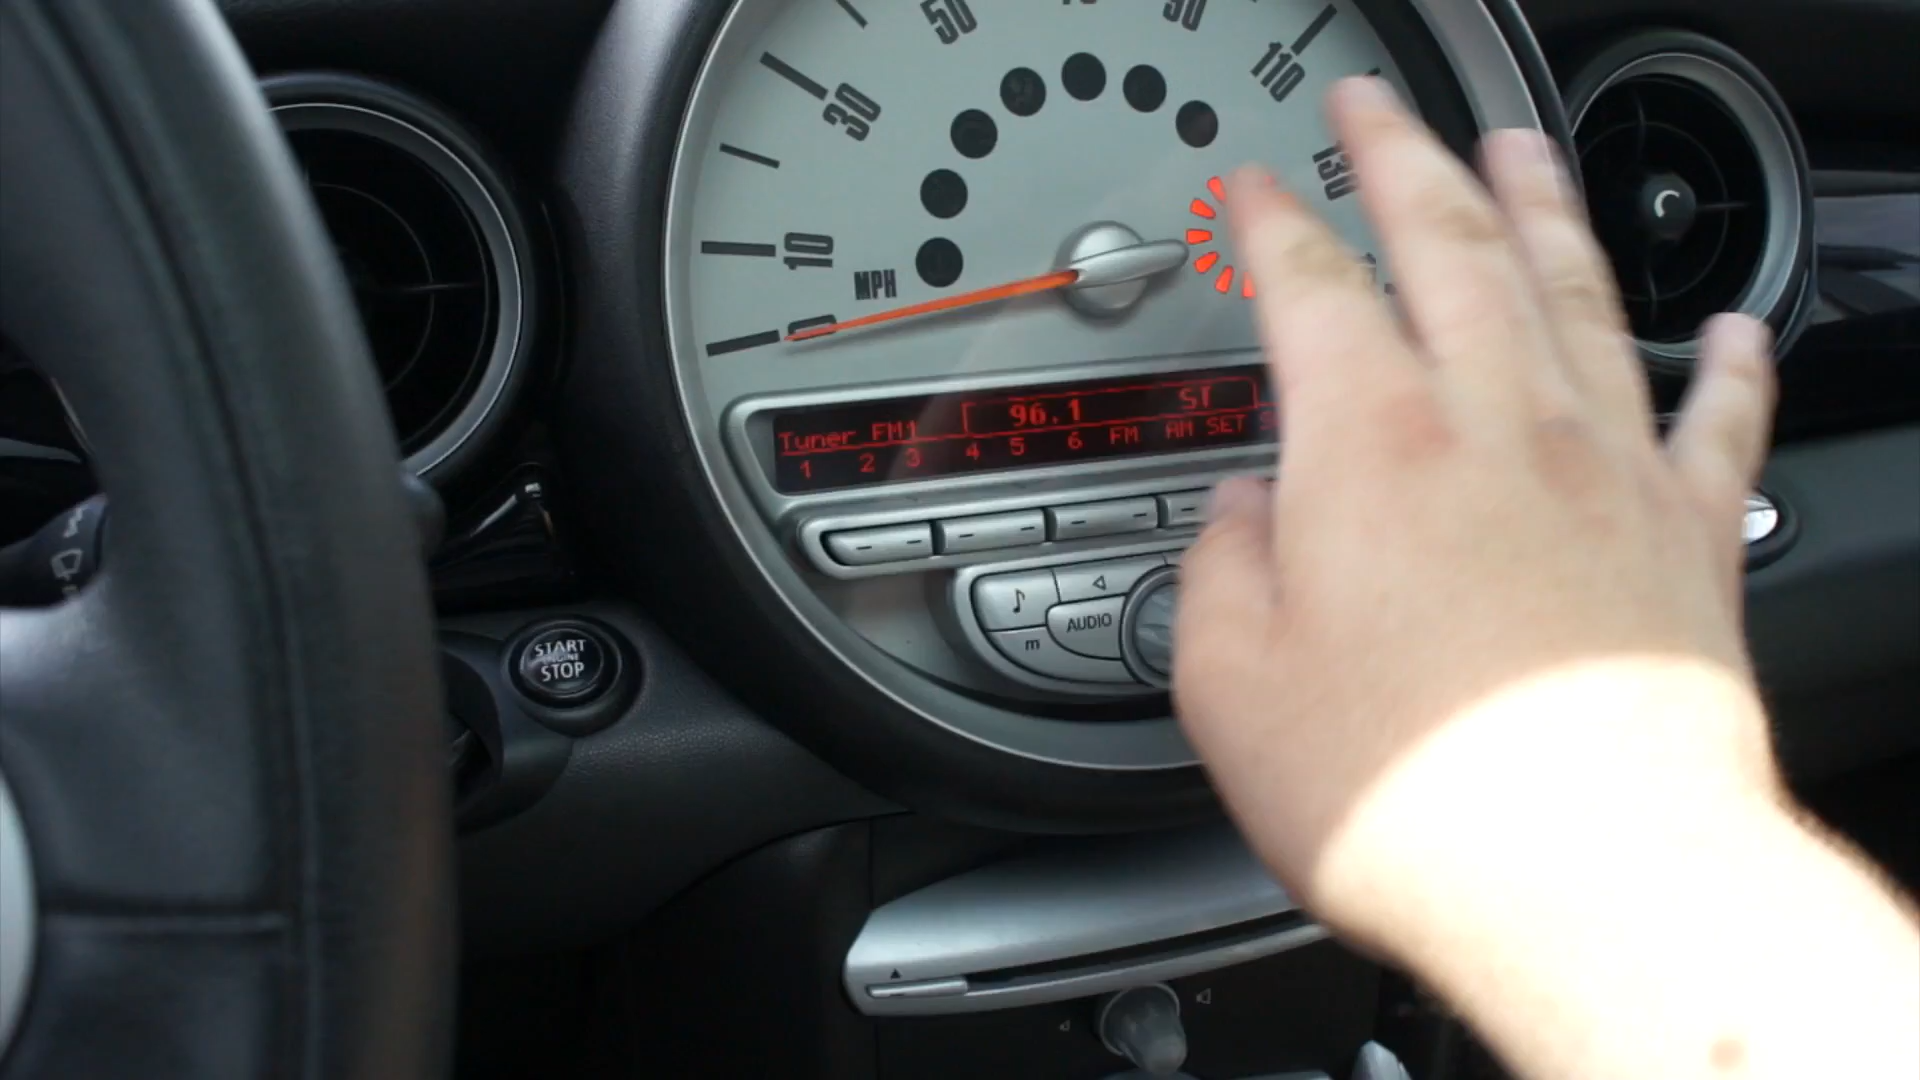 50
90
110
30
130
10
MPH
0
Tuner FM1
96.1
ST
1 2 3 4 5 6 FM AM SET
AUDIO
m
START
ENGINE
STOP